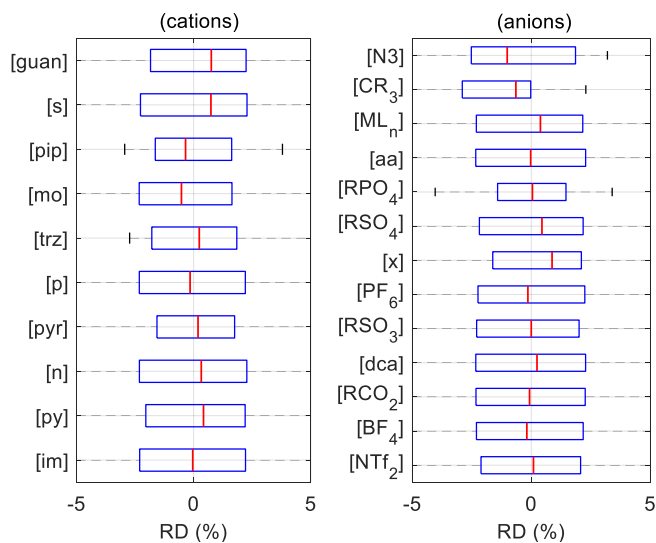 (cations)
[guan]
[s]
[pip]
[mo]
[trz]
[p]
[pyr]
[n]
[py]
[im]
-5
0
5
RD (%)
(anions)
[N3]
[CR3]
[MLn]
[aa]
[RPO4]
[RSO4]
[x]
[PF6]
[RSO3]
[dca]
[RCO2]
[BF4]
[NTf2]
-5
0
5
RD (%)